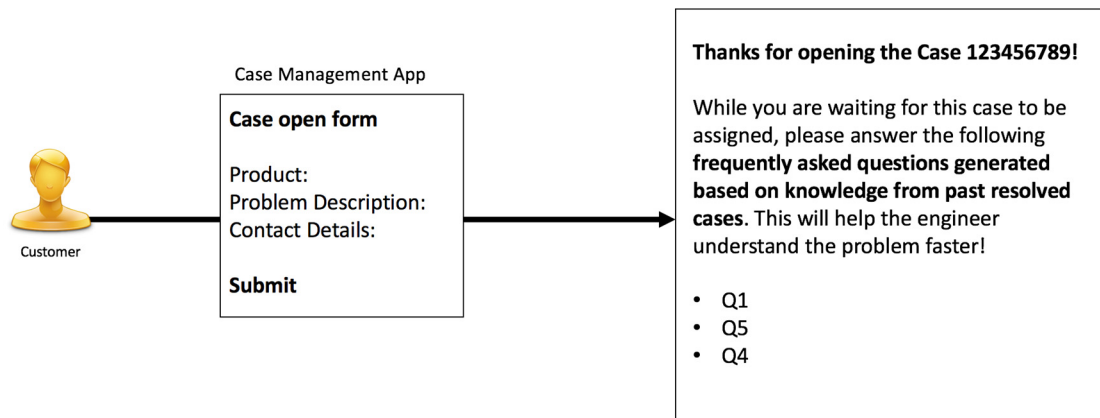 Customer
Case Management App
Case open form
Product:
Problem Description:
Contact Details:
Submit
Thanks for opening the Case 123456789!
While you are waiting for this case to be
assigned, please answer the following
frequently asked questions generated
based on knowledge from past resolved
cases. This will help the engineer
understand the problem faster!
• Q1
• Q5
• Q4